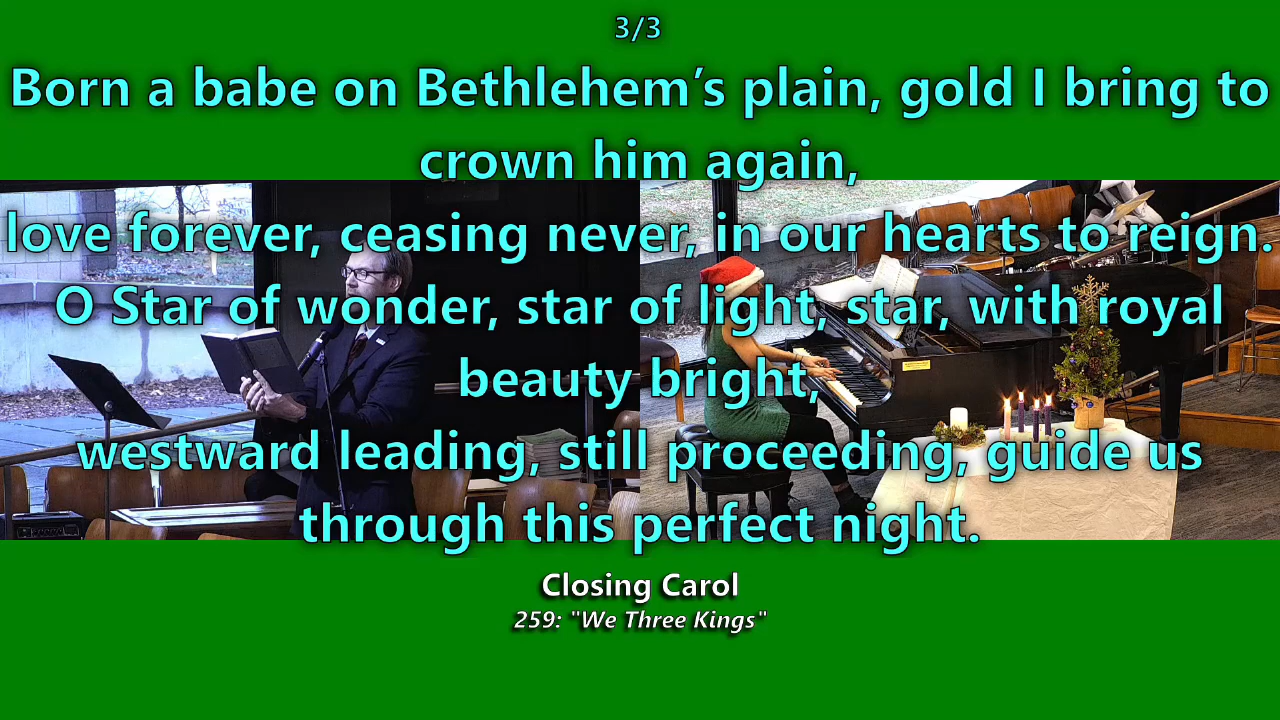 3/3
Born a babe on Bethlehem’s plain, gold I bring to
crown him again,
love forever, ceasing never, in our hearts to reign.
O Star of wonder, star of light, star, with royal
beauty bright,
westward leading, still proceeding, guide us
through this perfect night.
Closing Carol
259: "We Three Kings"